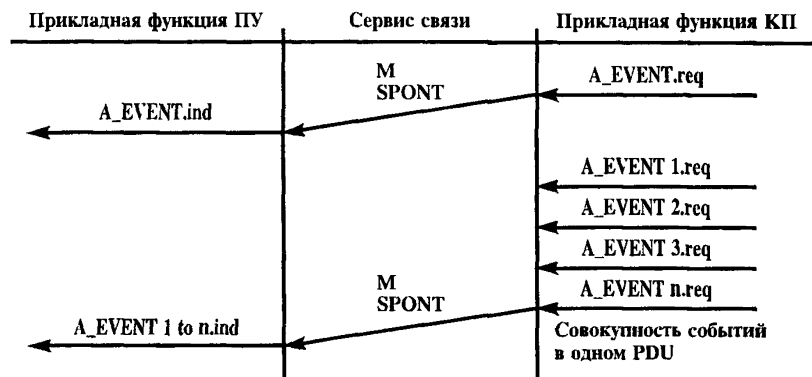 Прикладная функция ПУ
Сервис связи
Прикладная функция КП
M
SPONT
A_EVENT.req
A_EVENT.ind
A_EVENT 1.req
A_EVENT 2.req
A_EVENT 3.req
M
SPONT
A_EVENT n.req
A_EVENT 1 to n.ind
Совокупность событий
в одном PDU